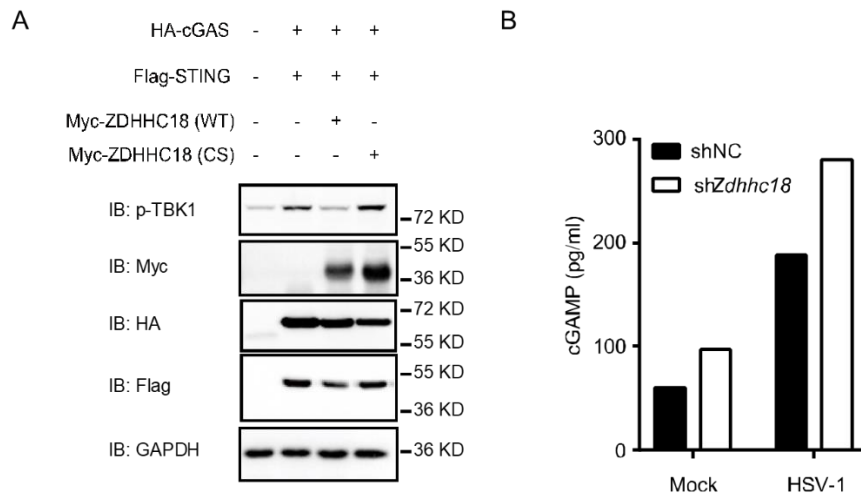 A
HA-cGAS - + + +
Flag-STING - + + +
Myc-ZDHHC18 (WT) - - + -
Myc-ZDHHC18 (CS) - - - +
IB: p-TBK1
72 KD
55 KD
IB: Myc
36 KD
72 KD
IB: HA
55 KD
55 KD
IB: Flag
36 KD
IB: GAPDH
36 KD
B
300
shNC
shZdhhc18
200
cGAMP (pg/ml)
100
0
Mock HSV-1